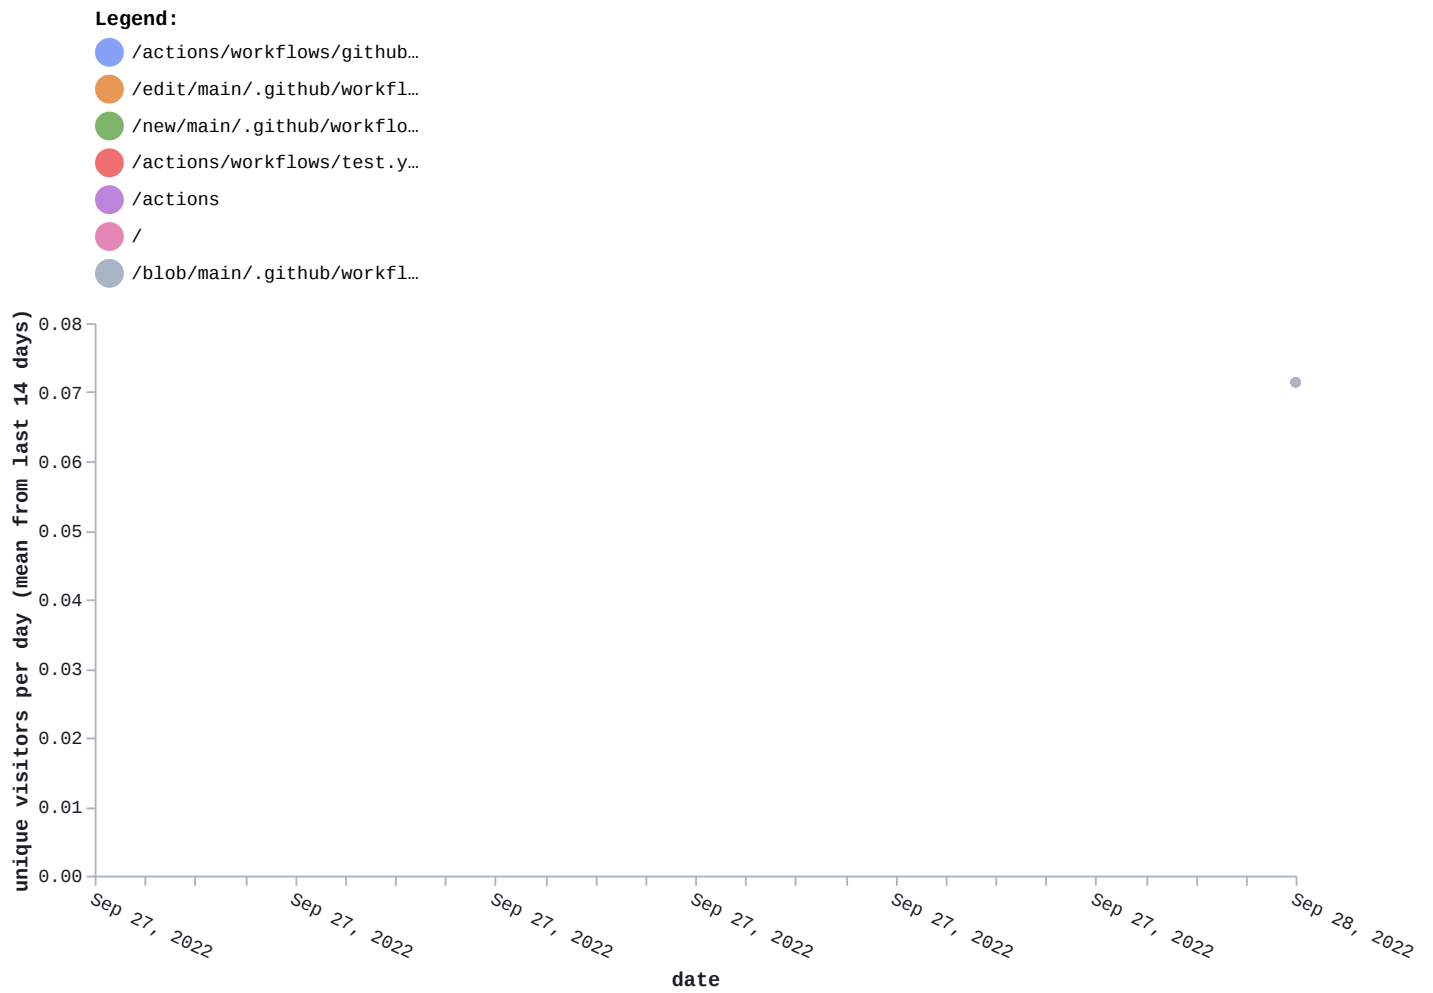 Legend:
/actions/workflows/github…
/edit/main/.github/workfl…
/new/main/.github/workflo…
/actions/workflows/test.y…
/actions
/
/blob/main/.github/workfl…
unique visitors per day (mean from last 14 days)
0.08
0.07
0.06
0.05
0.04
0.03
0.02
0.01
0.00
Sep 27, 2022
Sep 27, 2022
Sep 27, 2022
Sep 27, 2022
Sep 27, 2022
Sep 27, 2022
Sep 28, 2022
date